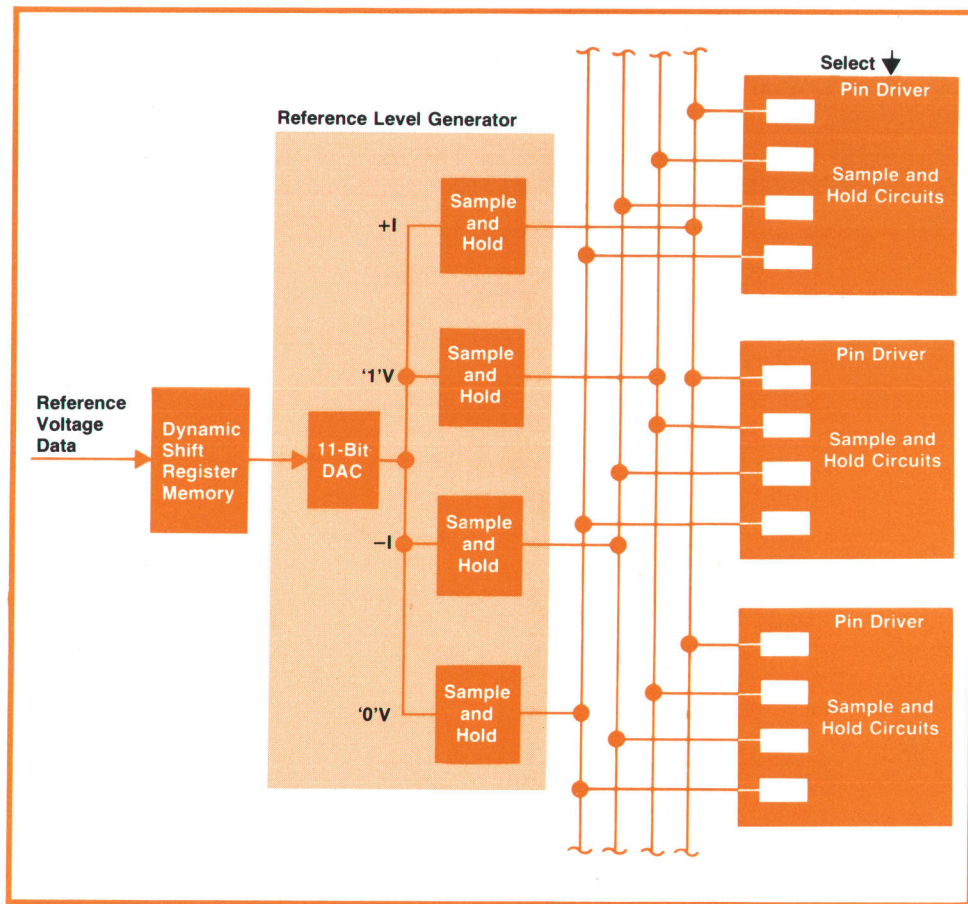 Select
Pin Driver
Sample and
Hold Circuits
Reference Level Generator
+I
Sample
and
Hold
'1'V
Sample
and
Hold
Pin Driver
Sample and
Hold Circuits
Reference
Voltage
Data
Dynamic
Shift
Register
Memory
11-Bit
DAC
−I
Sample
and
Hold
Pin Driver
Sample and
Hold Circuits
'0'V
Sample
and
Hold